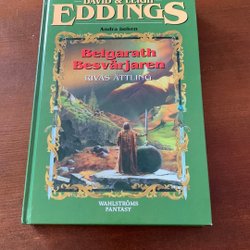 DAVID & LEIGH
EDDINGS
Andra boken
Belgarath
Besvärjaren
RIVAS ÄTTLING
WAHLSTRÖMS
FANTASY